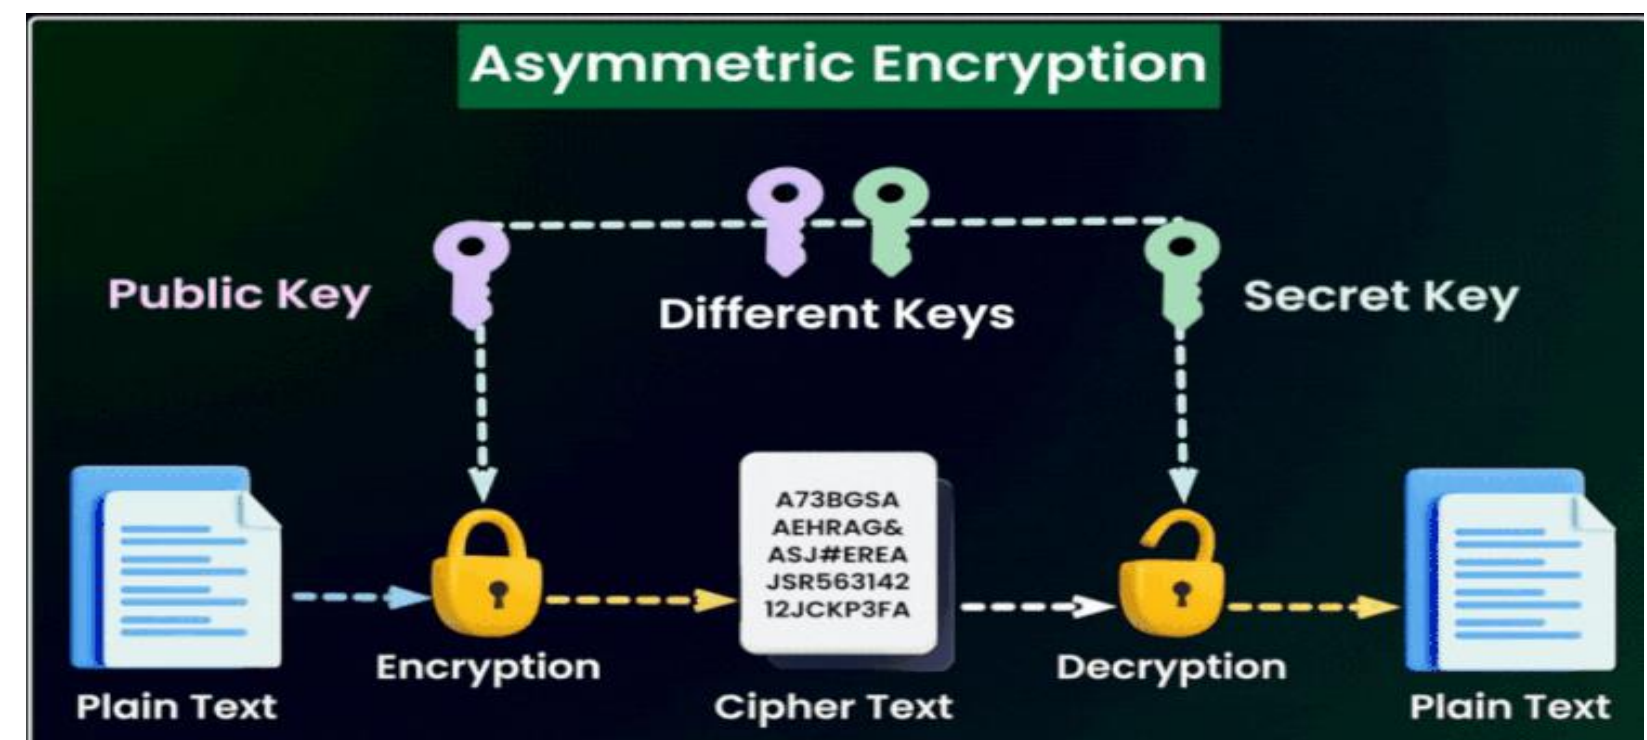 Asymmetric Encryption
Public Key
Different Keys
Secret Key
A73BGSA
AEHRAG&
ASJ#EREA
JSR563142
12JCKP3FA
Encryption
Decryption
Plain Text
Cipher Text
Plain Text